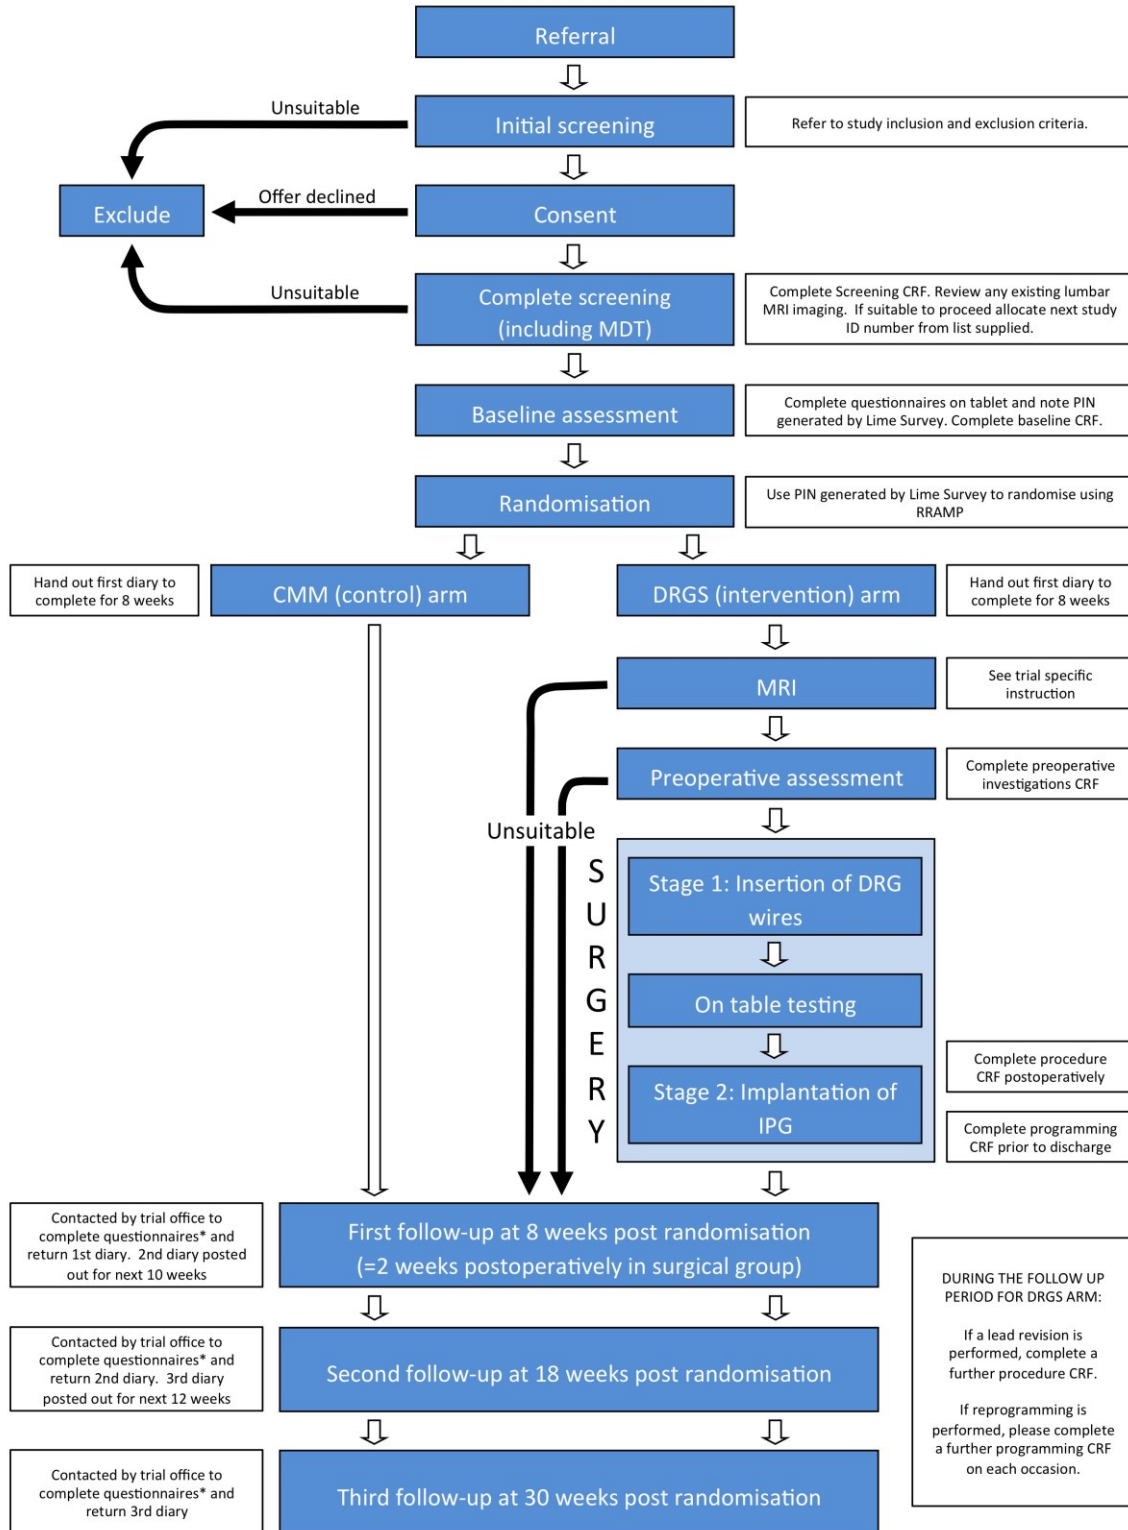 Referral
Unsuitable
Initial screening
Refer to study inclusion and exclusion criteria.
Offer declined
Exclude
Consent
Unsuitable
Complete screening
(including MDT)
Complete Screening CRF. Review any existing lumbar
MRI imaging. If suitable to proceed allocate next study
ID number from list supplied.
Baseline assessment
Complete questionnaires on tablet and note PIN
generated by Lime Survey. Complete baseline CRF.
Randomisation
Use PIN generated by Lime Survey to randomise using
RRAMP
Hand out first diary to
complete for 8 weeks
CMM (control) arm
DRGS (intervention) arm
Hand out first diary to
complete for 8 weeks
MRI
See trial specific
instruction
Preoperative assessment
Complete preoperative
investigations CRF
Unsuitable
SURGERY
Stage 1: Insertion of DRG
wires
On table testing
Stage 2: Implantation of
IPG
Complete procedure
CRF postoperatively
Complete programming
CRF prior to discharge
Contacted by trial office to
complete questionnaires* and
return 1st diary. 2nd diary posted
out for next 10 weeks
First follow-up at 8 weeks post randomisation
(=2 weeks postoperatively in surgical group)
Contacted by trial office to
complete questionnaires* and
return 2nd diary. 3rd diary
posted out for next 12 weeks
Second follow-up at 18 weeks post randomisation
Contacted by trial office to
complete questionnaires* and
return 3rd diary
Third follow-up at 30 weeks post randomisation
DURING THE FOLLOW UP
PERIOD FOR DRGS ARM:
If a lead revision is
performed, complete a
further procedure CRF.
If reprogramming is
performed, please complete
a further programming CRF
on each occasion.